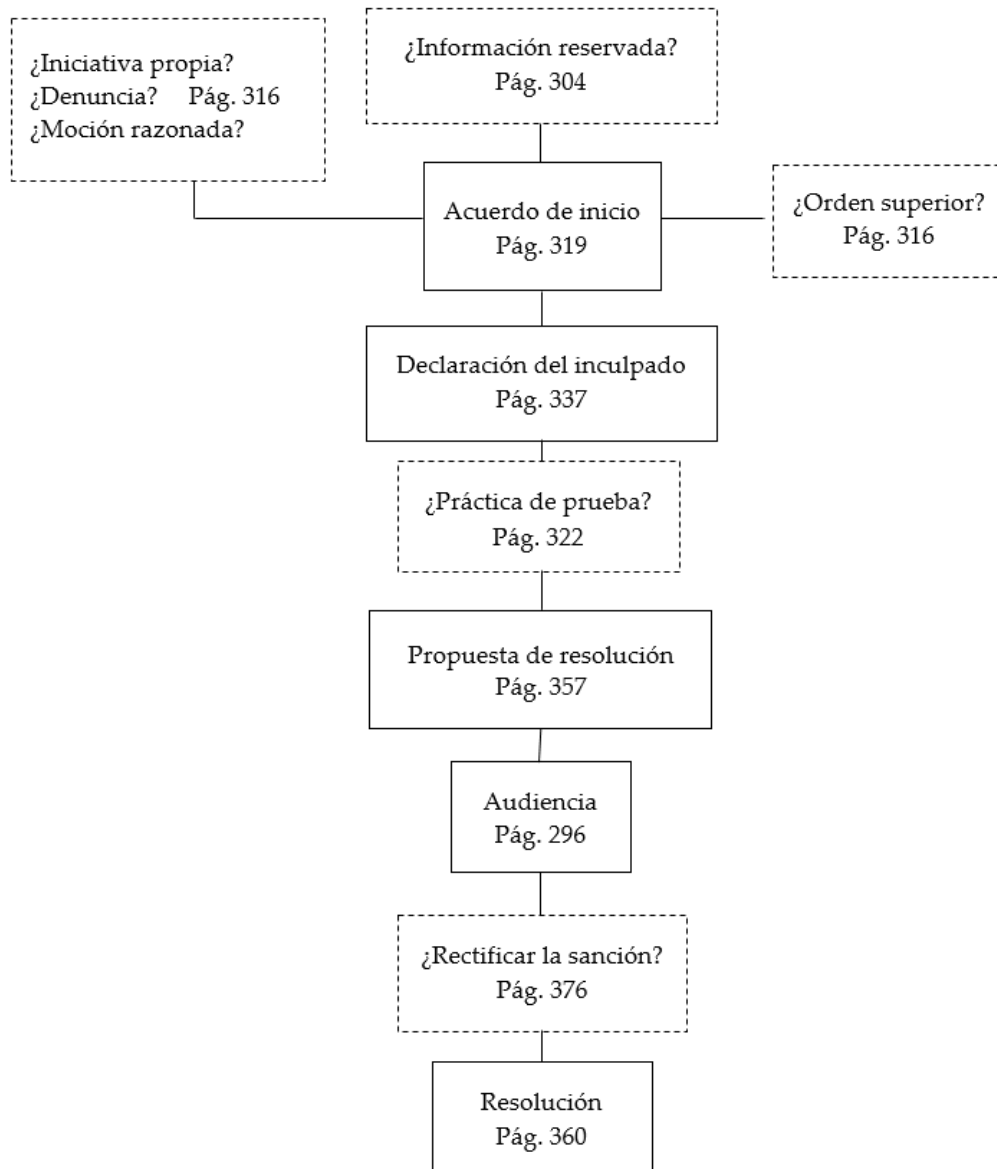 ¿Iniciativa propia?
¿Denuncia? Pág. 316
¿Moción razonada?
¿Información reservada?
Pág. 304
Acuerdo de inicio
Pág. 319
¿Orden superior?
Pág. 316
Declaración del inculpado
Pág. 337
¿Práctica de prueba?
Pág. 322
Propuesta de resolución
Pág. 357
Audiencia
Pág. 296
¿Rectificar la sanción?
Pág. 376
Resolución
Pág. 360